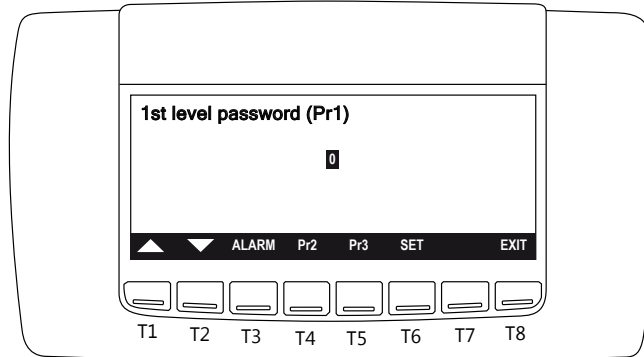 1st level password (Pr1)
0
ALARM Pr2 Pr3 SET EXIT
T1 T2 T3 T4 T5 T6 T7 T8